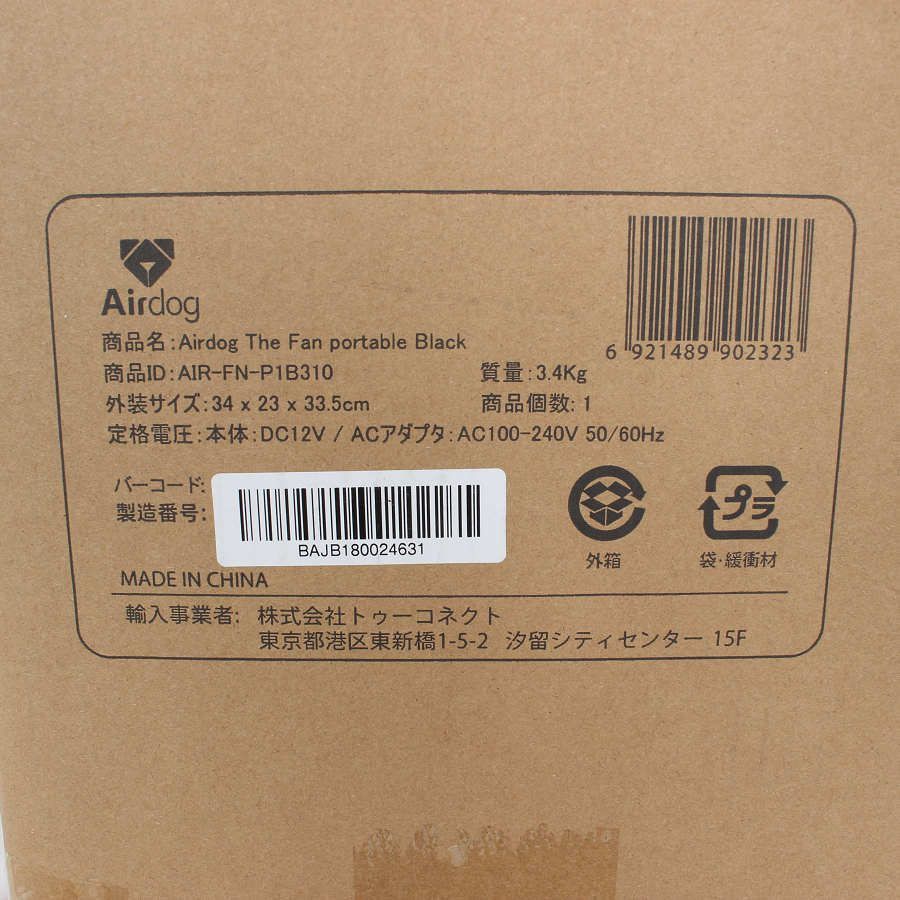 Airdog
6 921489 902323
商品名：Airdog The Fan portable Black
商品ID：AIR-FN-P1B310 質量：3.4Kg
外装サイズ：34 x 23 x 33.5cm 商品個数：1
定格電圧：本体：DC12V / ACアダプタ：AC100-240V 50/60Hz
バーコード：
製造番号：
BAJB180024631
外箱
プラ
袋・緩衝材
MADE IN CHINA
輸入事業者： 株式会社トゥーコネクト
東京都港区東新橋1-5-2 汐留シティセンター 15F